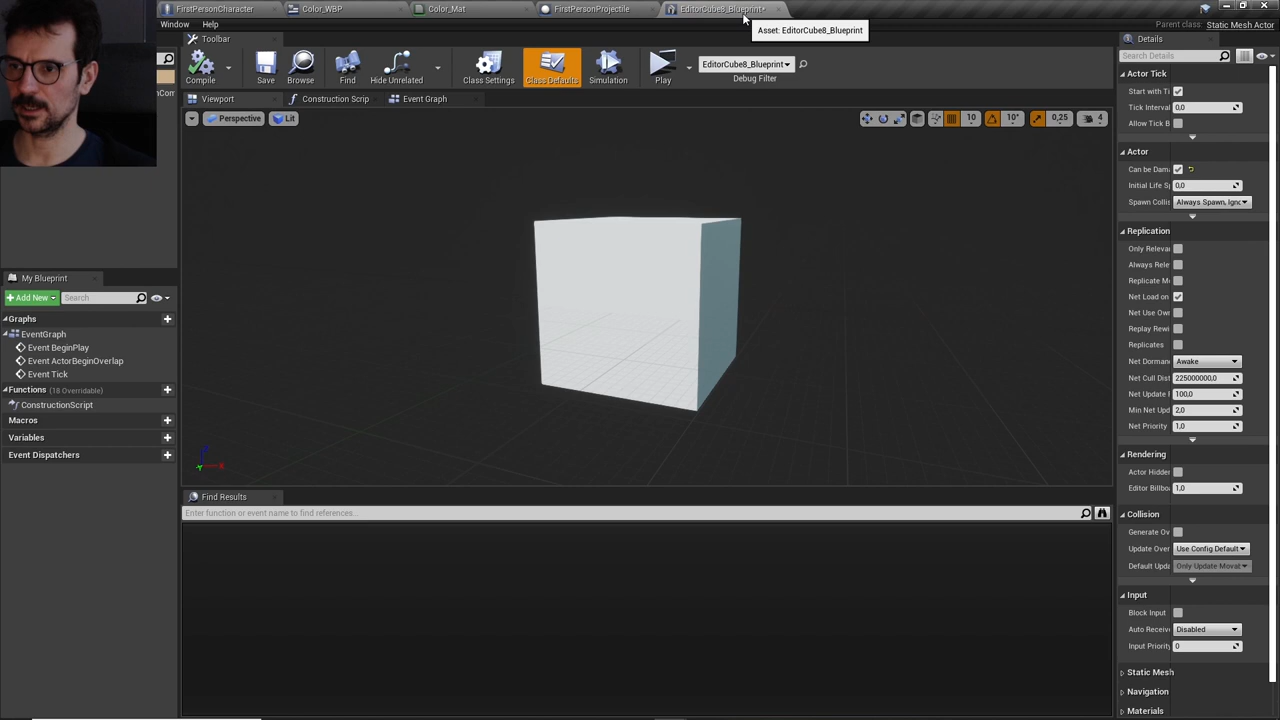 FirstPersonCharacter
Color_WBP
Color_Mat
FirstPersonProjectile
EditorCube8_Blueprint*
Window
Help
Asset: EditorCube8_Blueprint
Parent class:
Static Mesh Actor
Toolbar
Details
Search Details
Compile
Save
Browse
Find
Hide Unrelated
Class Settings
Class Defaults
Simulation
Play
EditorCube8_Blueprint
Debug Filter
Viewport
Construction Scrip
Event Graph
Perspective
Lit
10
10°
0,25
4
My Blueprint
Add New
Search
Graphs
EventGraph
Event BeginPlay
Event ActorBeginOverlap
Event Tick
Functions (18 Overridable)
ConstructionScript
Macros
Variables
Event Dispatchers
Find Results
Enter function or event name to find references...
Actor Tick
Start with Ti
Tick Interval
0,0
Allow Tick B
Actor
Can be Dam
Initial Life S
0,0
Spawn Collis
Always Spawn, Igno
Replication
Only Releva
Always Rele
Replicate M
Net Load on
Net Use Own
Replay Rewi
Replicates
Net Dorman
Awake
Net Cull Dist
225000000,0
Net Update
100,0
Min Net Upd
2,0
Net Priority
1,0
Rendering
Actor Hidden
Editor Billbo
1,0
Collision
Generate Ov
Update Over
Use Config Default
Default Upda
Only Update Movat
Input
Block Input
Auto Receive
Disabled
Input Priority
0
Static Mesh
Navigation
Materials